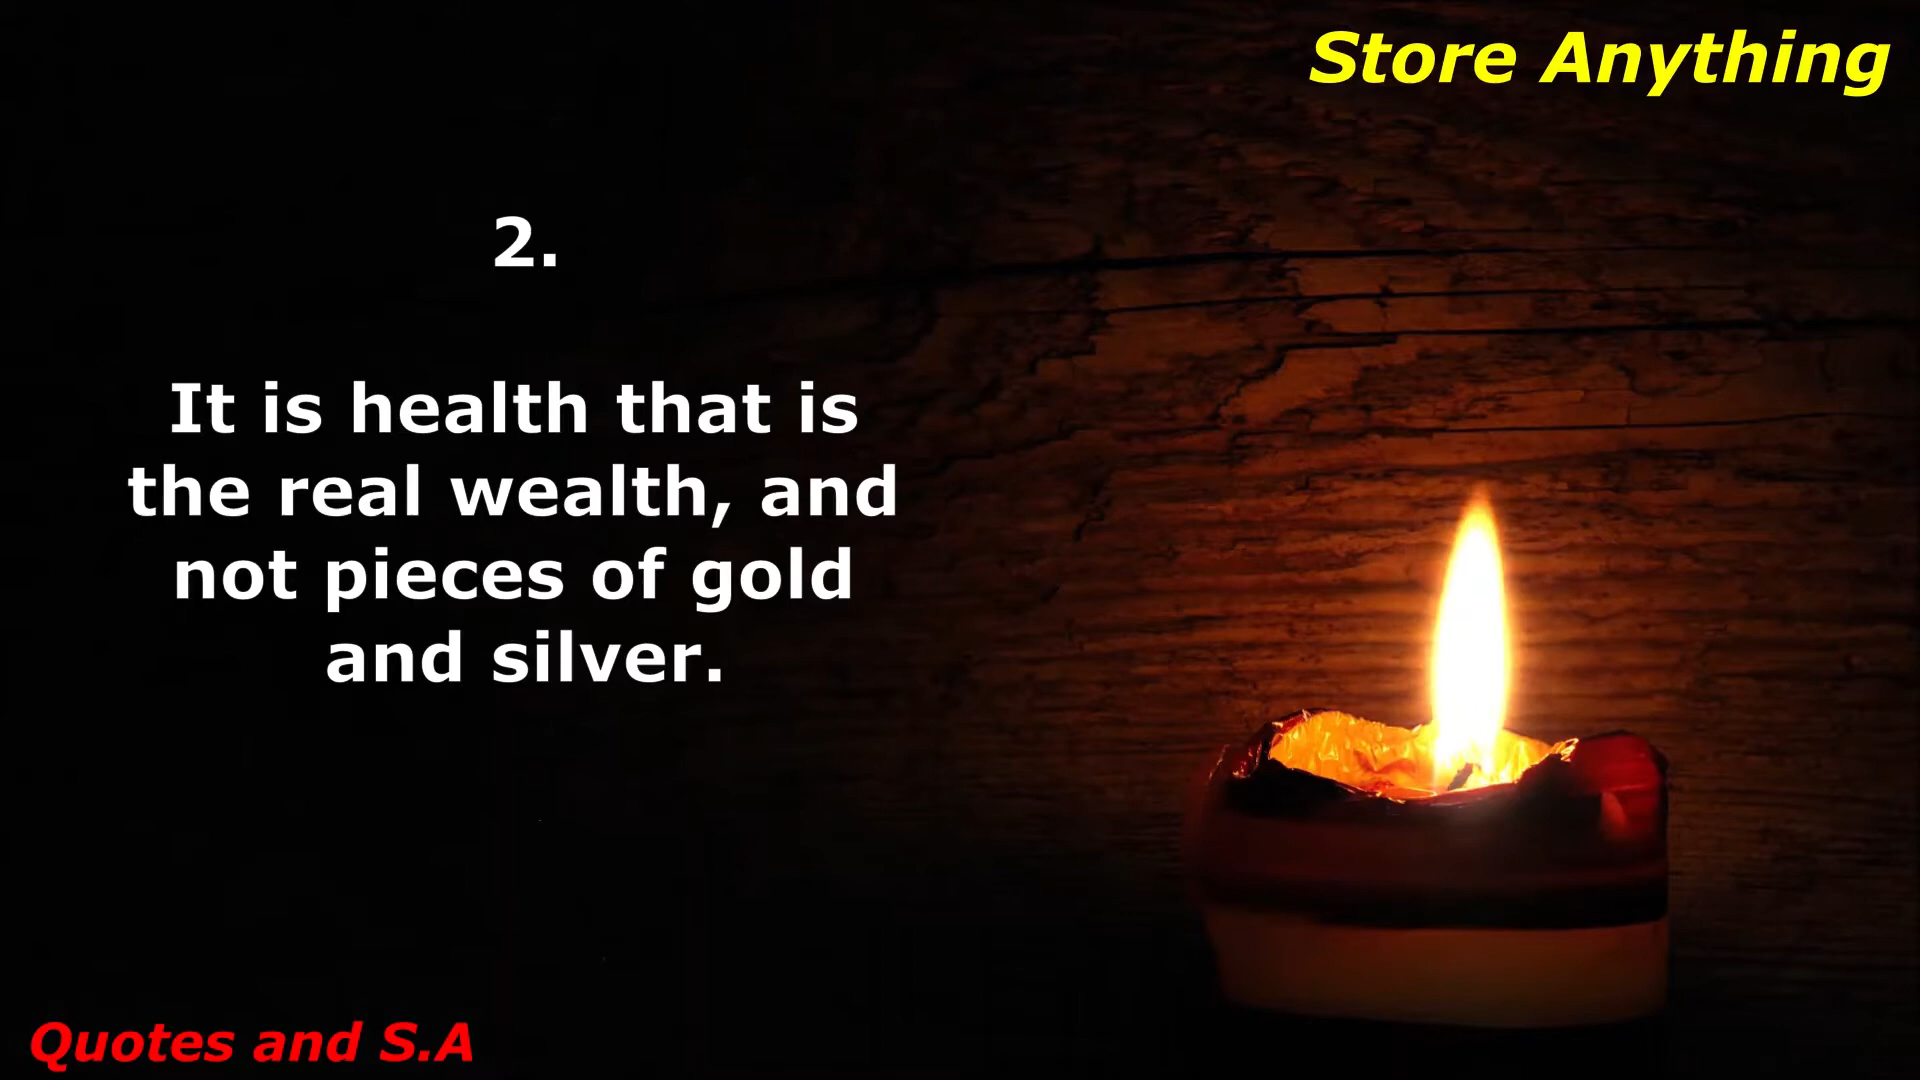 Store Anything
2.
It is health that is
the real wealth, and
not pieces of gold
and silver.
Quotes and S.A